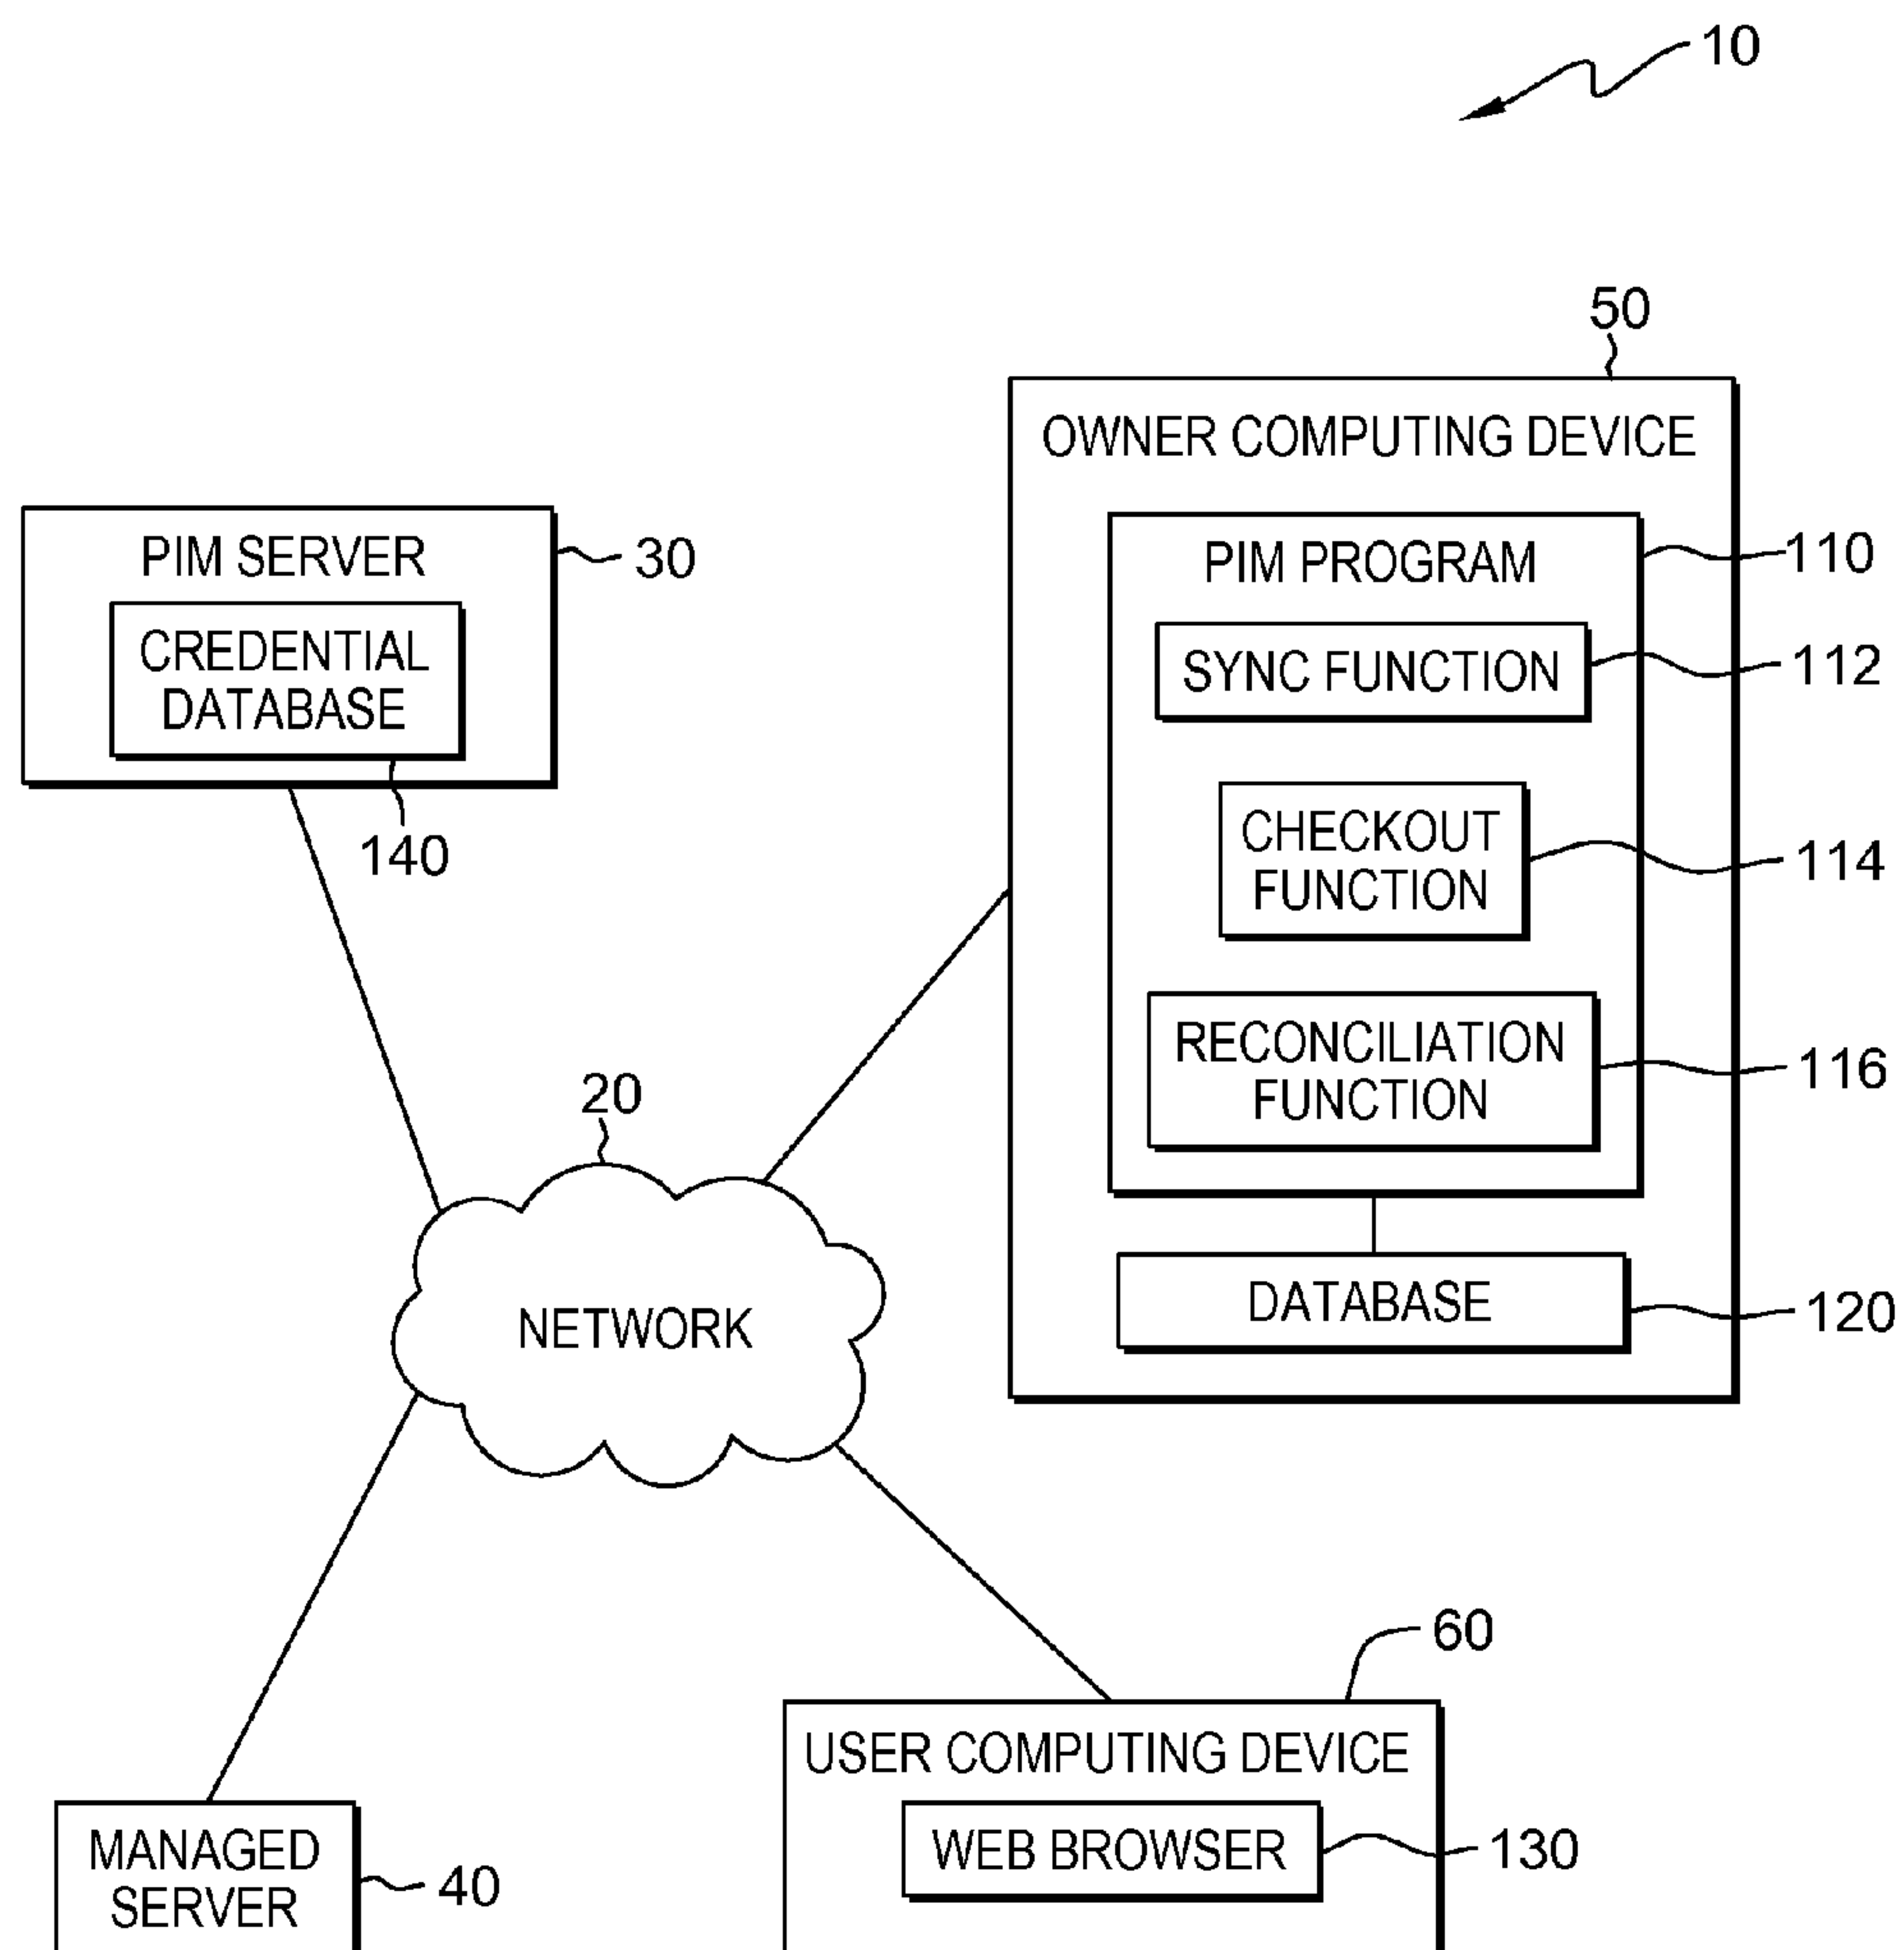 10
50
OWNER COMPUTING DEVICE
PIM PROGRAM
110
SYNC FUNCTION
112
CHECKOUT
FUNCTION
114
RECONCILIATION
FUNCTION
116
DATABASE
120
PIM SERVER
30
CREDENTIAL
DATABASE
140
20
NETWORK
60
USER COMPUTING DEVICE
WEB BROWSER
130
MANAGED
SERVER
40